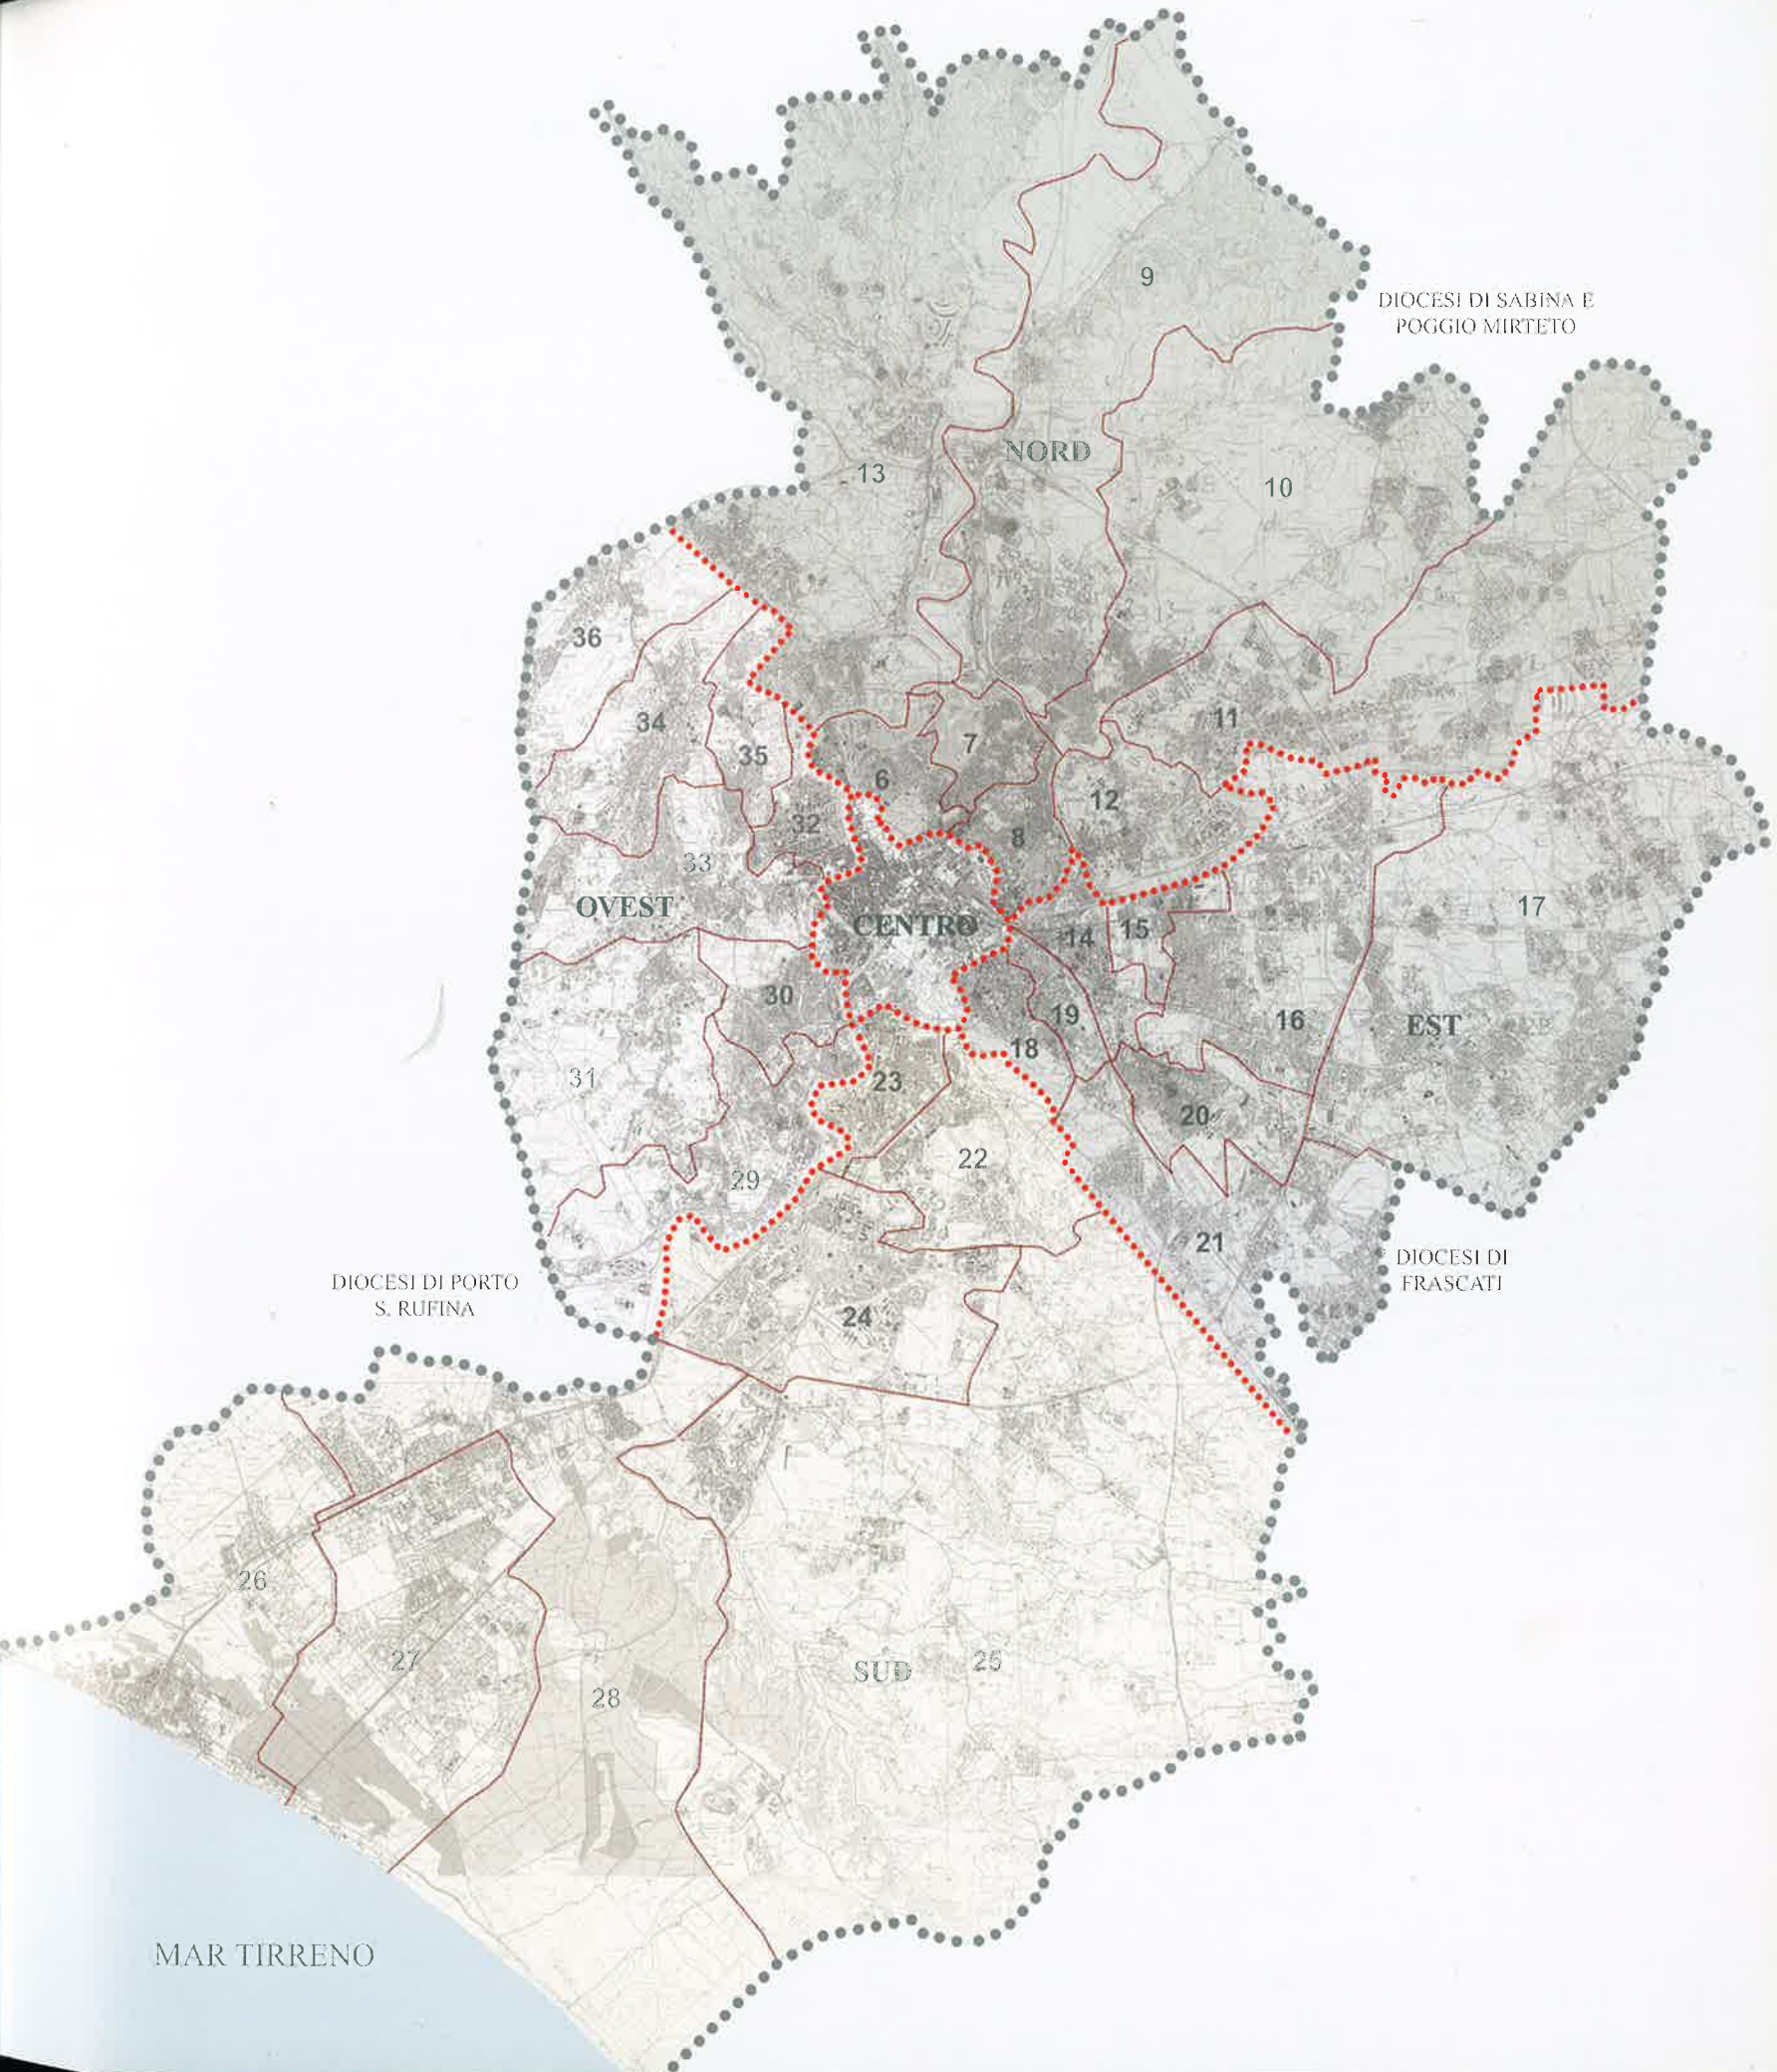 9
DIOCESI DI SABINA E
POGGIO MIRTETO
NORD
13
10
36
34
35
7
11
6
12
32
8
33
OVEST
CENTRO
14
15
17
30
19
16
EST
18
31
23
20
22
29
21
DIOCESI DI
FRASCATI
DIOCESI DI PORTO
S. RUFINA
24
26
27
SUD
25
28
MAR TIRRENO